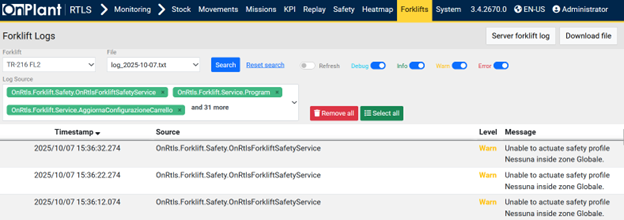 OnPlant RTLS Monitoring Stock Movements Missions KPI Replay Safety Heatmap Forklifts System 3.4.2670.0 EN-US Administrator
Forklift Logs Server forklift log Download file
Forklift File
TR-216 FL2 log_2025-10-07.txt Search Reset search Refresh Debug Info Warn Error
Log Source
OnRtls.Forklift.Safety.OnRtlsForkliftSafetyService × OnRtls.Forklift.Service.Program ×
OnRtls.Forklift.Service.AggiornaConfigurazioneCarrello × and 31 more
Remove all Select all
Timestamp Source Level Message
2025/10/07 15:36:32.274 OnRtls.Forklift.Safety.OnRtlsForkliftSafetyService Warn Unable to actuate safety profile
Nessuna inside zone Globale.
2025/10/07 15:36:22.274 OnRtls.Forklift.Safety.OnRtlsForkliftSafetyService Warn Unable to actuate safety profile
Nessuna inside zone Globale.
2025/10/07 15:36:12.074 OnRtls.Forklift.Safety.OnRtlsForkliftSafetyService Warn Unable to actuate safety profile
Nessuna inside zone Globale.